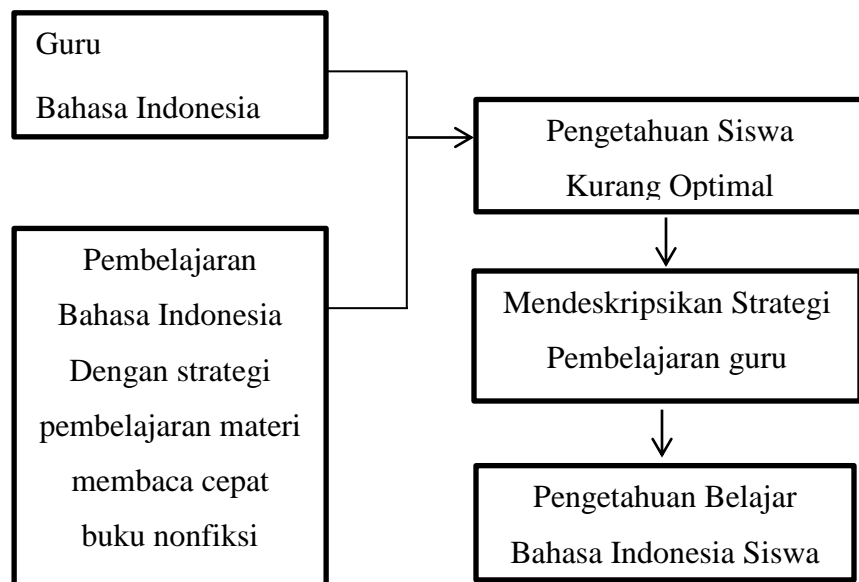 Guru
Bahasa Indonesia
Pengetahuan Siswa
Kurang Optimal
Pembelajaran
Bahasa Indonesia
Dengan strategi
pembelajaran materi
membaca cepat
buku nonfiksi
Mendeskripsikan Strategi
Pembelajaran guru
Pengetahuan Belajar
Bahasa Indonesia Siswa